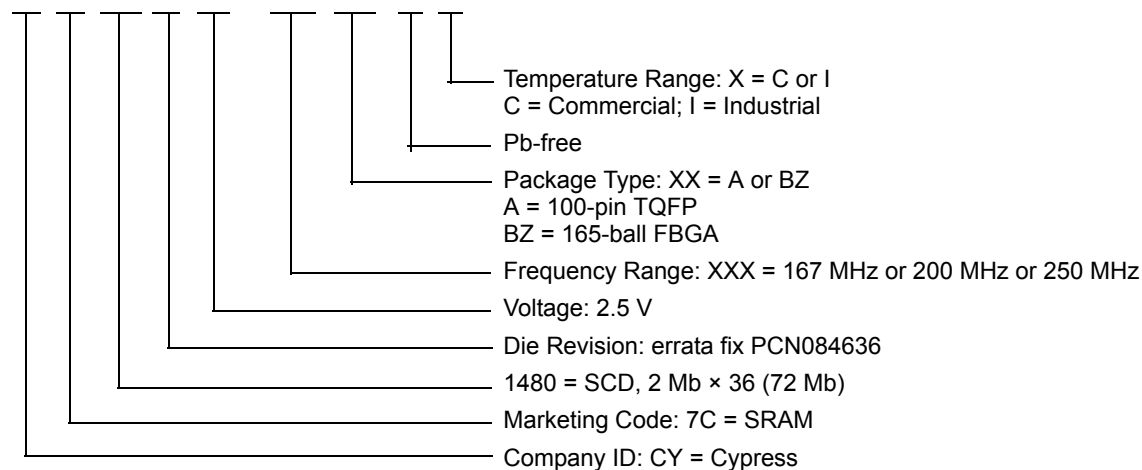 Temperature Range: X = C or I
C = Commercial; I = Industrial
Pb-free
Package Type: XX = A or BZ
A = 100-pin TQFP
BZ = 165-ball FBGA
Frequency Range: XXX = 167 MHz or 200 MHz or 250 MHz
Voltage: 2.5 V
Die Revision: errata fix PCN084636
1480 = SCD, 2 Mb × 36 (72 Mb)
Marketing Code: 7C = SRAM
Company ID: CY = Cypress